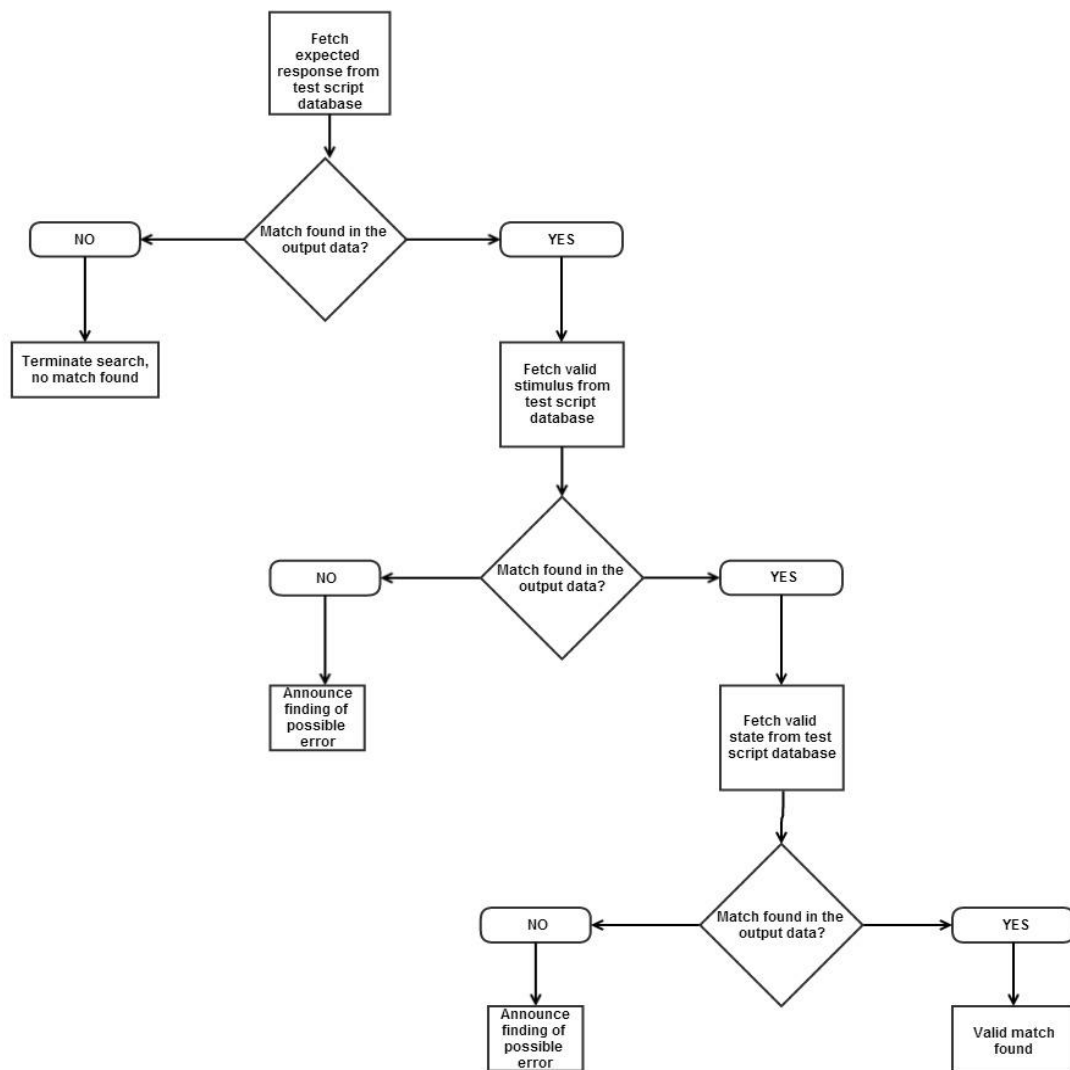 Fetch
expected
response from
test script
database
Match found in the
output data?
NO
YES
Terminate search,
no match found
Fetch valid
stimulus from
test script
database
Match found in the
output data?
NO
YES
Announce
finding of
possible
error
Fetch valid
state from test
script database
Match found in the
output data?
NO
YES
Announce
finding of
possible
error
Valid match
found